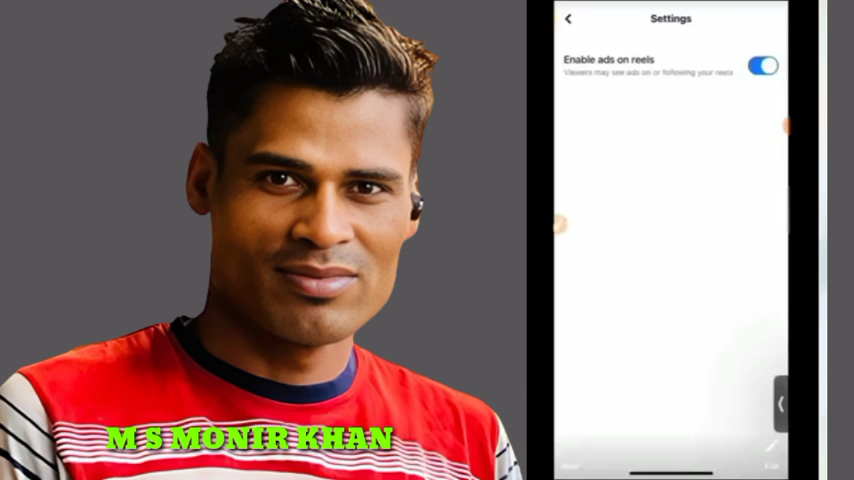 Settings
Enable ads on reels
Viewers may see ads on or following your reels
M S MONIR KHAN